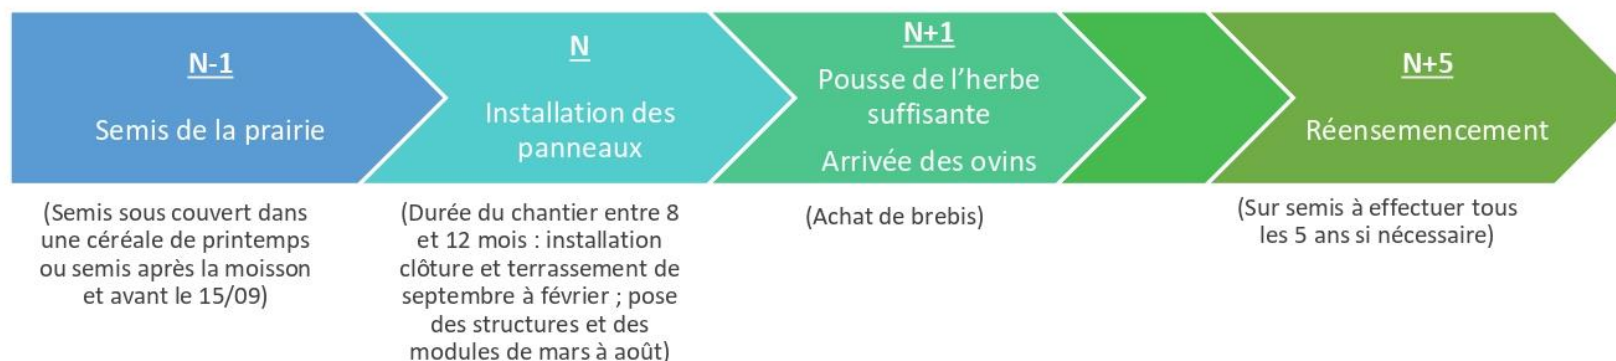 N-1
Semis de la prairie
(Semis sous couvert dans
une céréale de printemps
ou semis après la moisson
et avant le 15/09)
N
Installation des
panneaux
(Durée du chantier entre 8
et 12 mois : installation
clôture et terrassement de
septembre à février ; pose
des structures et des
modules de mars à août)
N+1
Pousse de l'herbe
suffisante
Arrivée des ovins
(Achat de brebis)
N+5
Réensemencement
(Sur semis à effectuer tous
les 5 ans si nécessaire)